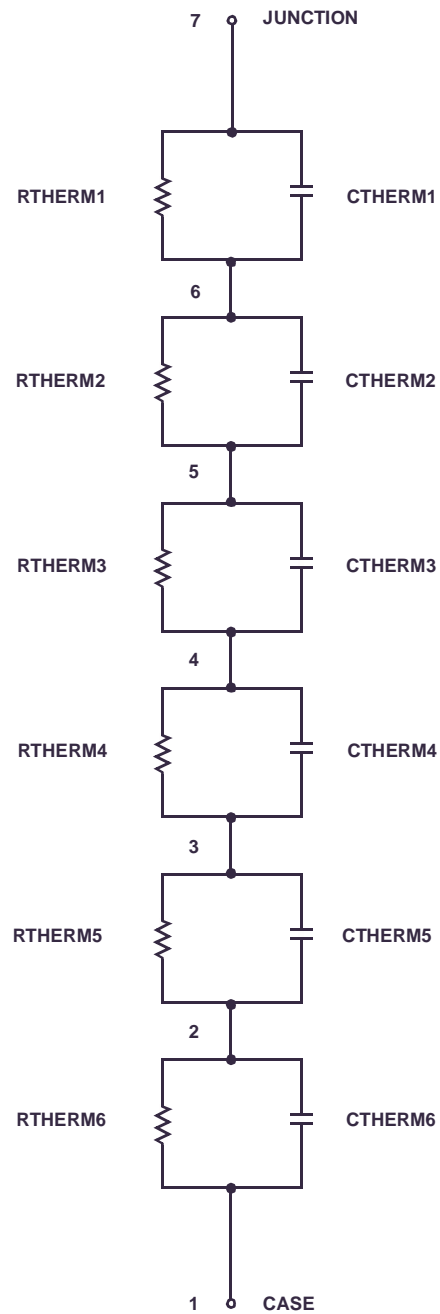 7 JUNCTION
RTHERM1 CTHERM1
6
RTHERM2 CTHERM2
5
RTHERM3 CTHERM3
4
RTHERM4 CTHERM4
3
RTHERM5 CTHERM5
2
RTHERM6 CTHERM6
1 CASE